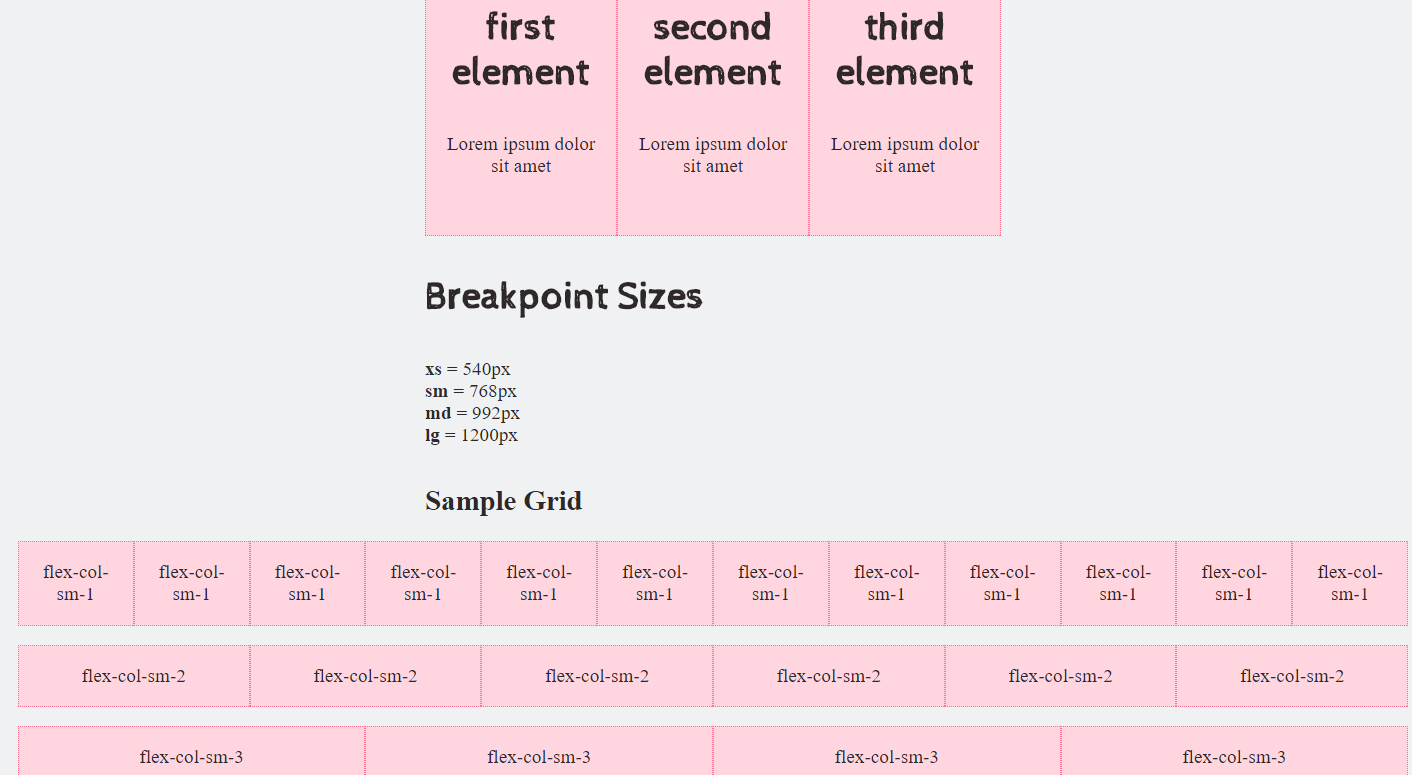 first second third
element element element
Lorem ipsum dolor Lorem ipsum dolor Lorem ipsum dolor
sit amet sit amet sit amet
Breakpoint Sizes
xs = 540px
sm = 768px
md = 992px
lg = 1200px
Sample Grid
flex-col- flex-col- flex-col- flex-col- flex-col- flex-col- flex-col- flex-col- flex-col- flex-col- flex-col- flex-col-
sm-1 sm-1 sm-1 sm-1 sm-1 sm-1 sm-1 sm-1 sm-1 sm-1 sm-1 sm-1
flex-col-sm-2 flex-col-sm-2 flex-col-sm-2 flex-col-sm-2 flex-col-sm-2 flex-col-sm-2
flex-col-sm-3 flex-col-sm-3 flex-col-sm-3 flex-col-sm-3